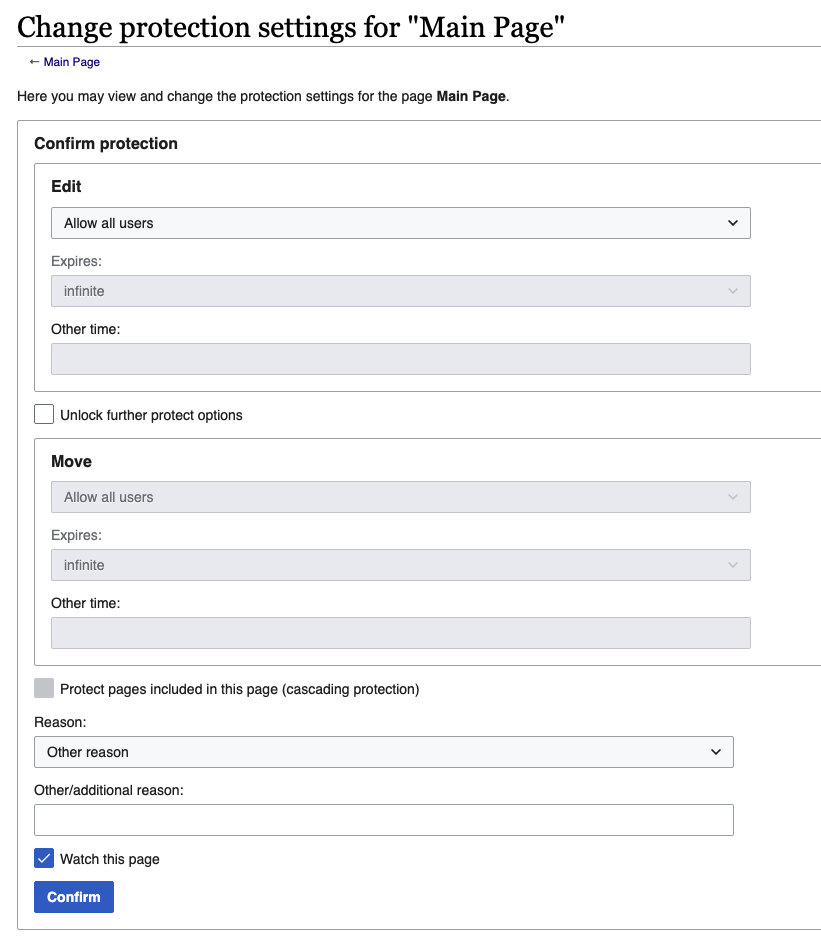 Change protection settings for "Main Page"
← Main Page
Here you may view and change the protection settings for the page Main Page.
Confirm protection
Edit
Allow all users
Expires:
infinite
Other time:
Unlock further protect options
Move
Allow all users
Expires:
infinite
Other time:
Protect pages included in this page (cascading protection)
Reason:
Other reason
Other/additional reason:
Watch this page
Confirm